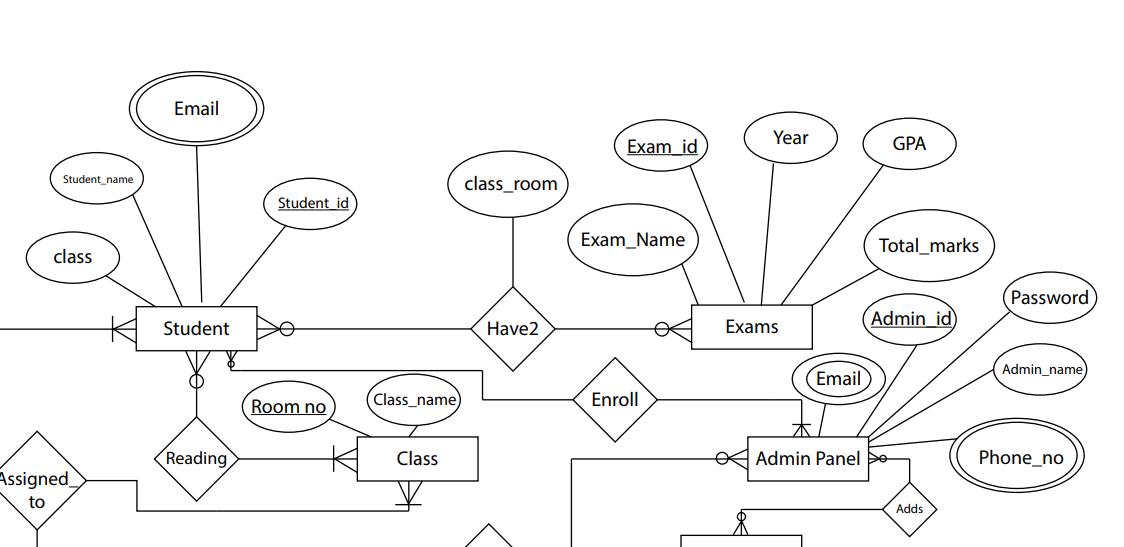 Email
Student_name
Student_id
class
Student
class_room
Have2
Exam_id
Year
GPA
Exam_Name
Total_marks
Exams
Admin_id
Password
Admin_name
Email
Phone_no
Enroll
Admin Panel
Adds
Room no
Class_name
Reading
Class
Assigned_
to